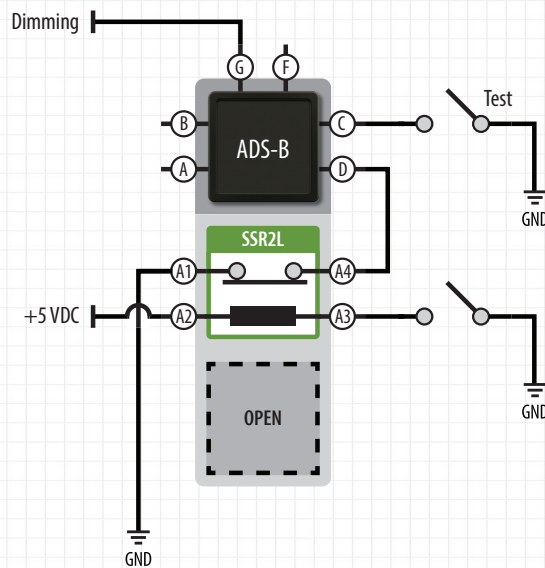 Dimming
G F
B ADS-B C Test
A D
GND
SSR2L
A1 A4
+5 VDC A2 A3
GND
OPEN
GND